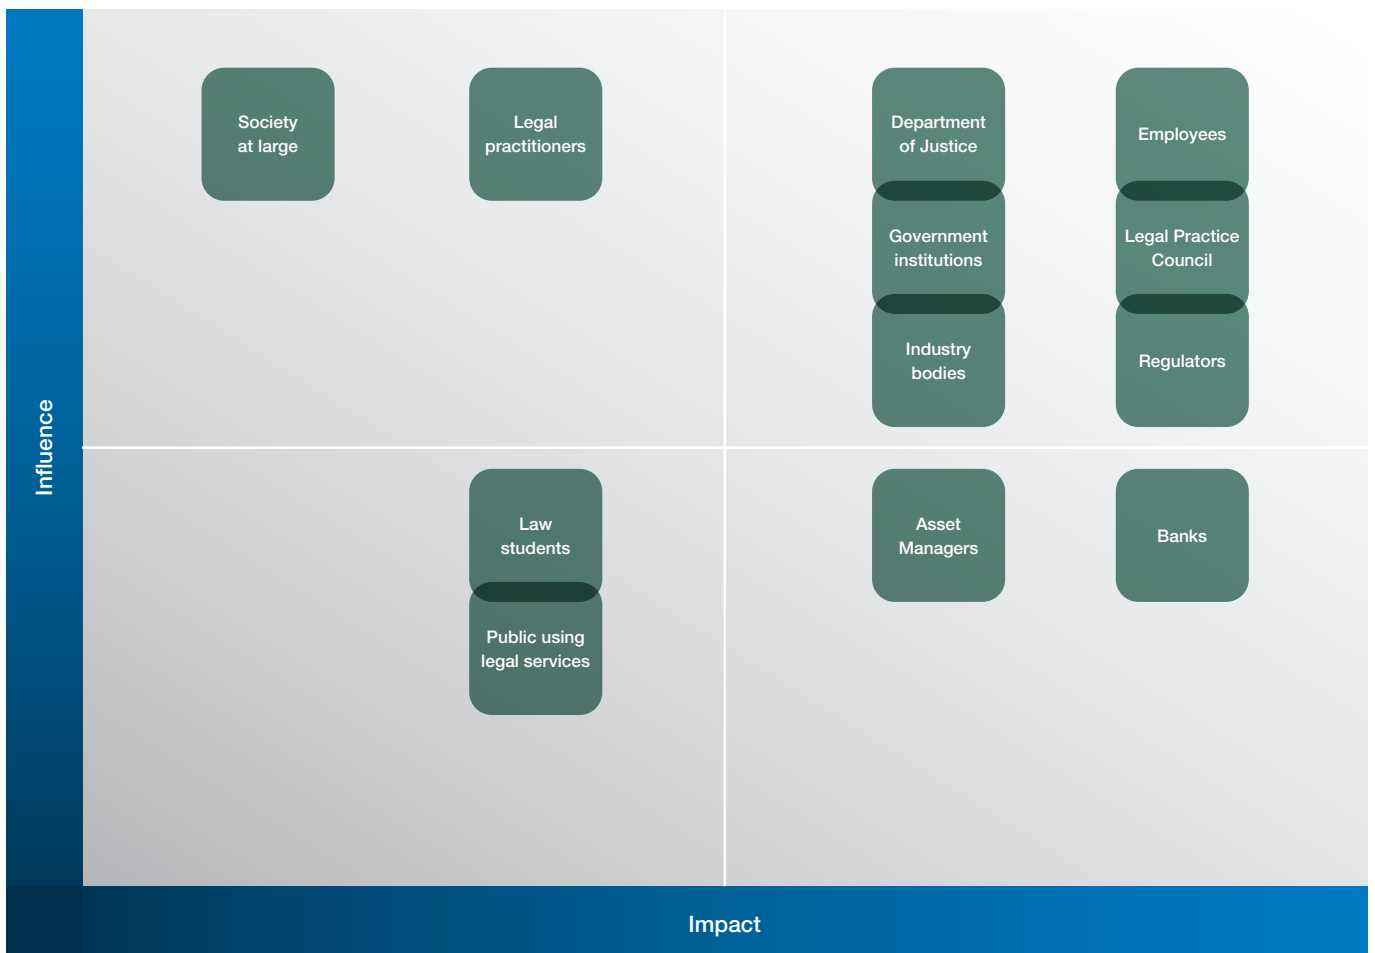 Influence
Society
at large
Legal
practitioners
Department
of Justice
Employees
Government
institutions
Legal Practice
Council
Industry
bodies
Regulators
Law
students
Public using
legal services
Asset
Managers
Banks
Impact